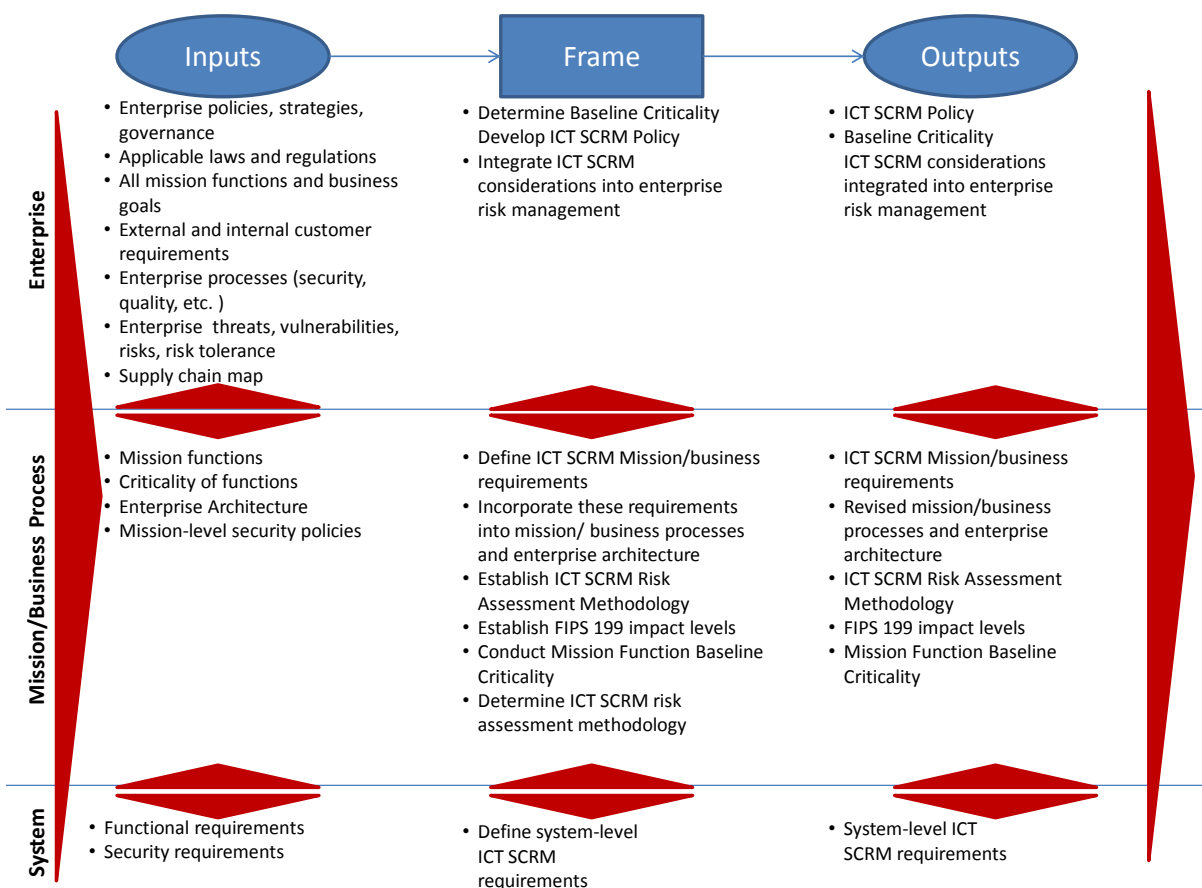 Inputs
Frame
Outputs
Enterprise
• Enterprise policies, strategies,
governance
• Applicable laws and regulations
• All mission functions and business
goals
• External and internal customer
requirements
• Enterprise processes (security,
quality, etc. )
• Enterprise threats, vulnerabilities,
risks, risk tolerance
• Supply chain map
• Determine Baseline Criticality
Develop ICT SCRM Policy
• Integrate ICT SCRM
considerations into enterprise
risk management
• ICT SCRM Policy
• Baseline Criticality
ICT SCRM considerations
integrated into enterprise
risk management
Mission/Business Process
• Mission functions
• Criticality of functions
• Enterprise Architecture
• Mission-level security policies
• Define ICT SCRM Mission/business
requirements
• Incorporate these requirements
into mission/ business processes
and enterprise architecture
• Establish ICT SCRM Risk
Assessment Methodology
• Establish FIPS 199 impact levels
• Conduct Mission Function Baseline
Criticality
• Determine ICT SCRM risk
assessment methodology
• ICT SCRM Mission/business
requirements
• Revised mission/business
processes and enterprise
architecture
• ICT SCRM Risk Assessment
Methodology
• FIPS 199 impact levels
• Mission Function Baseline
Criticality
System
• Functional requirements
• Security requirements
• Define system-level
ICT SCRM
requirements
• System-level ICT
SCRM requirements